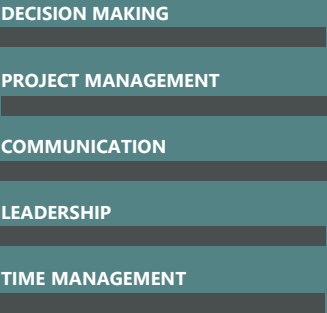 DECISION MAKING
PROJECT MANAGEMENT
COMMUNICATION
LEADERSHIP
TIME MANAGEMENT